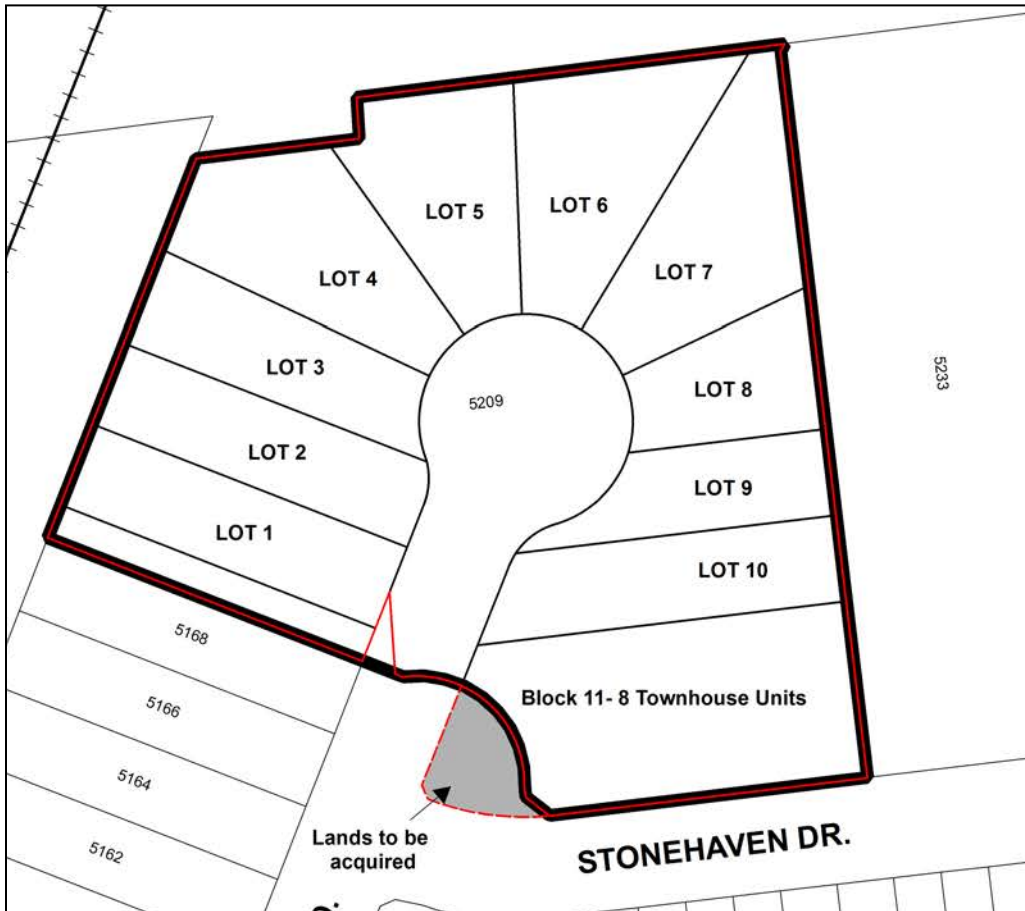 LOT 5
LOT 6
LOT 4
LOT 7
LOT 3
LOT 8
5233
5209
LOT 2
LOT 9
LOT 1
LOT 10
5168
Block 11- 8 Townhouse Units
5166
5164
Lands to be
acquired
STONEHAVEN DR.
5162